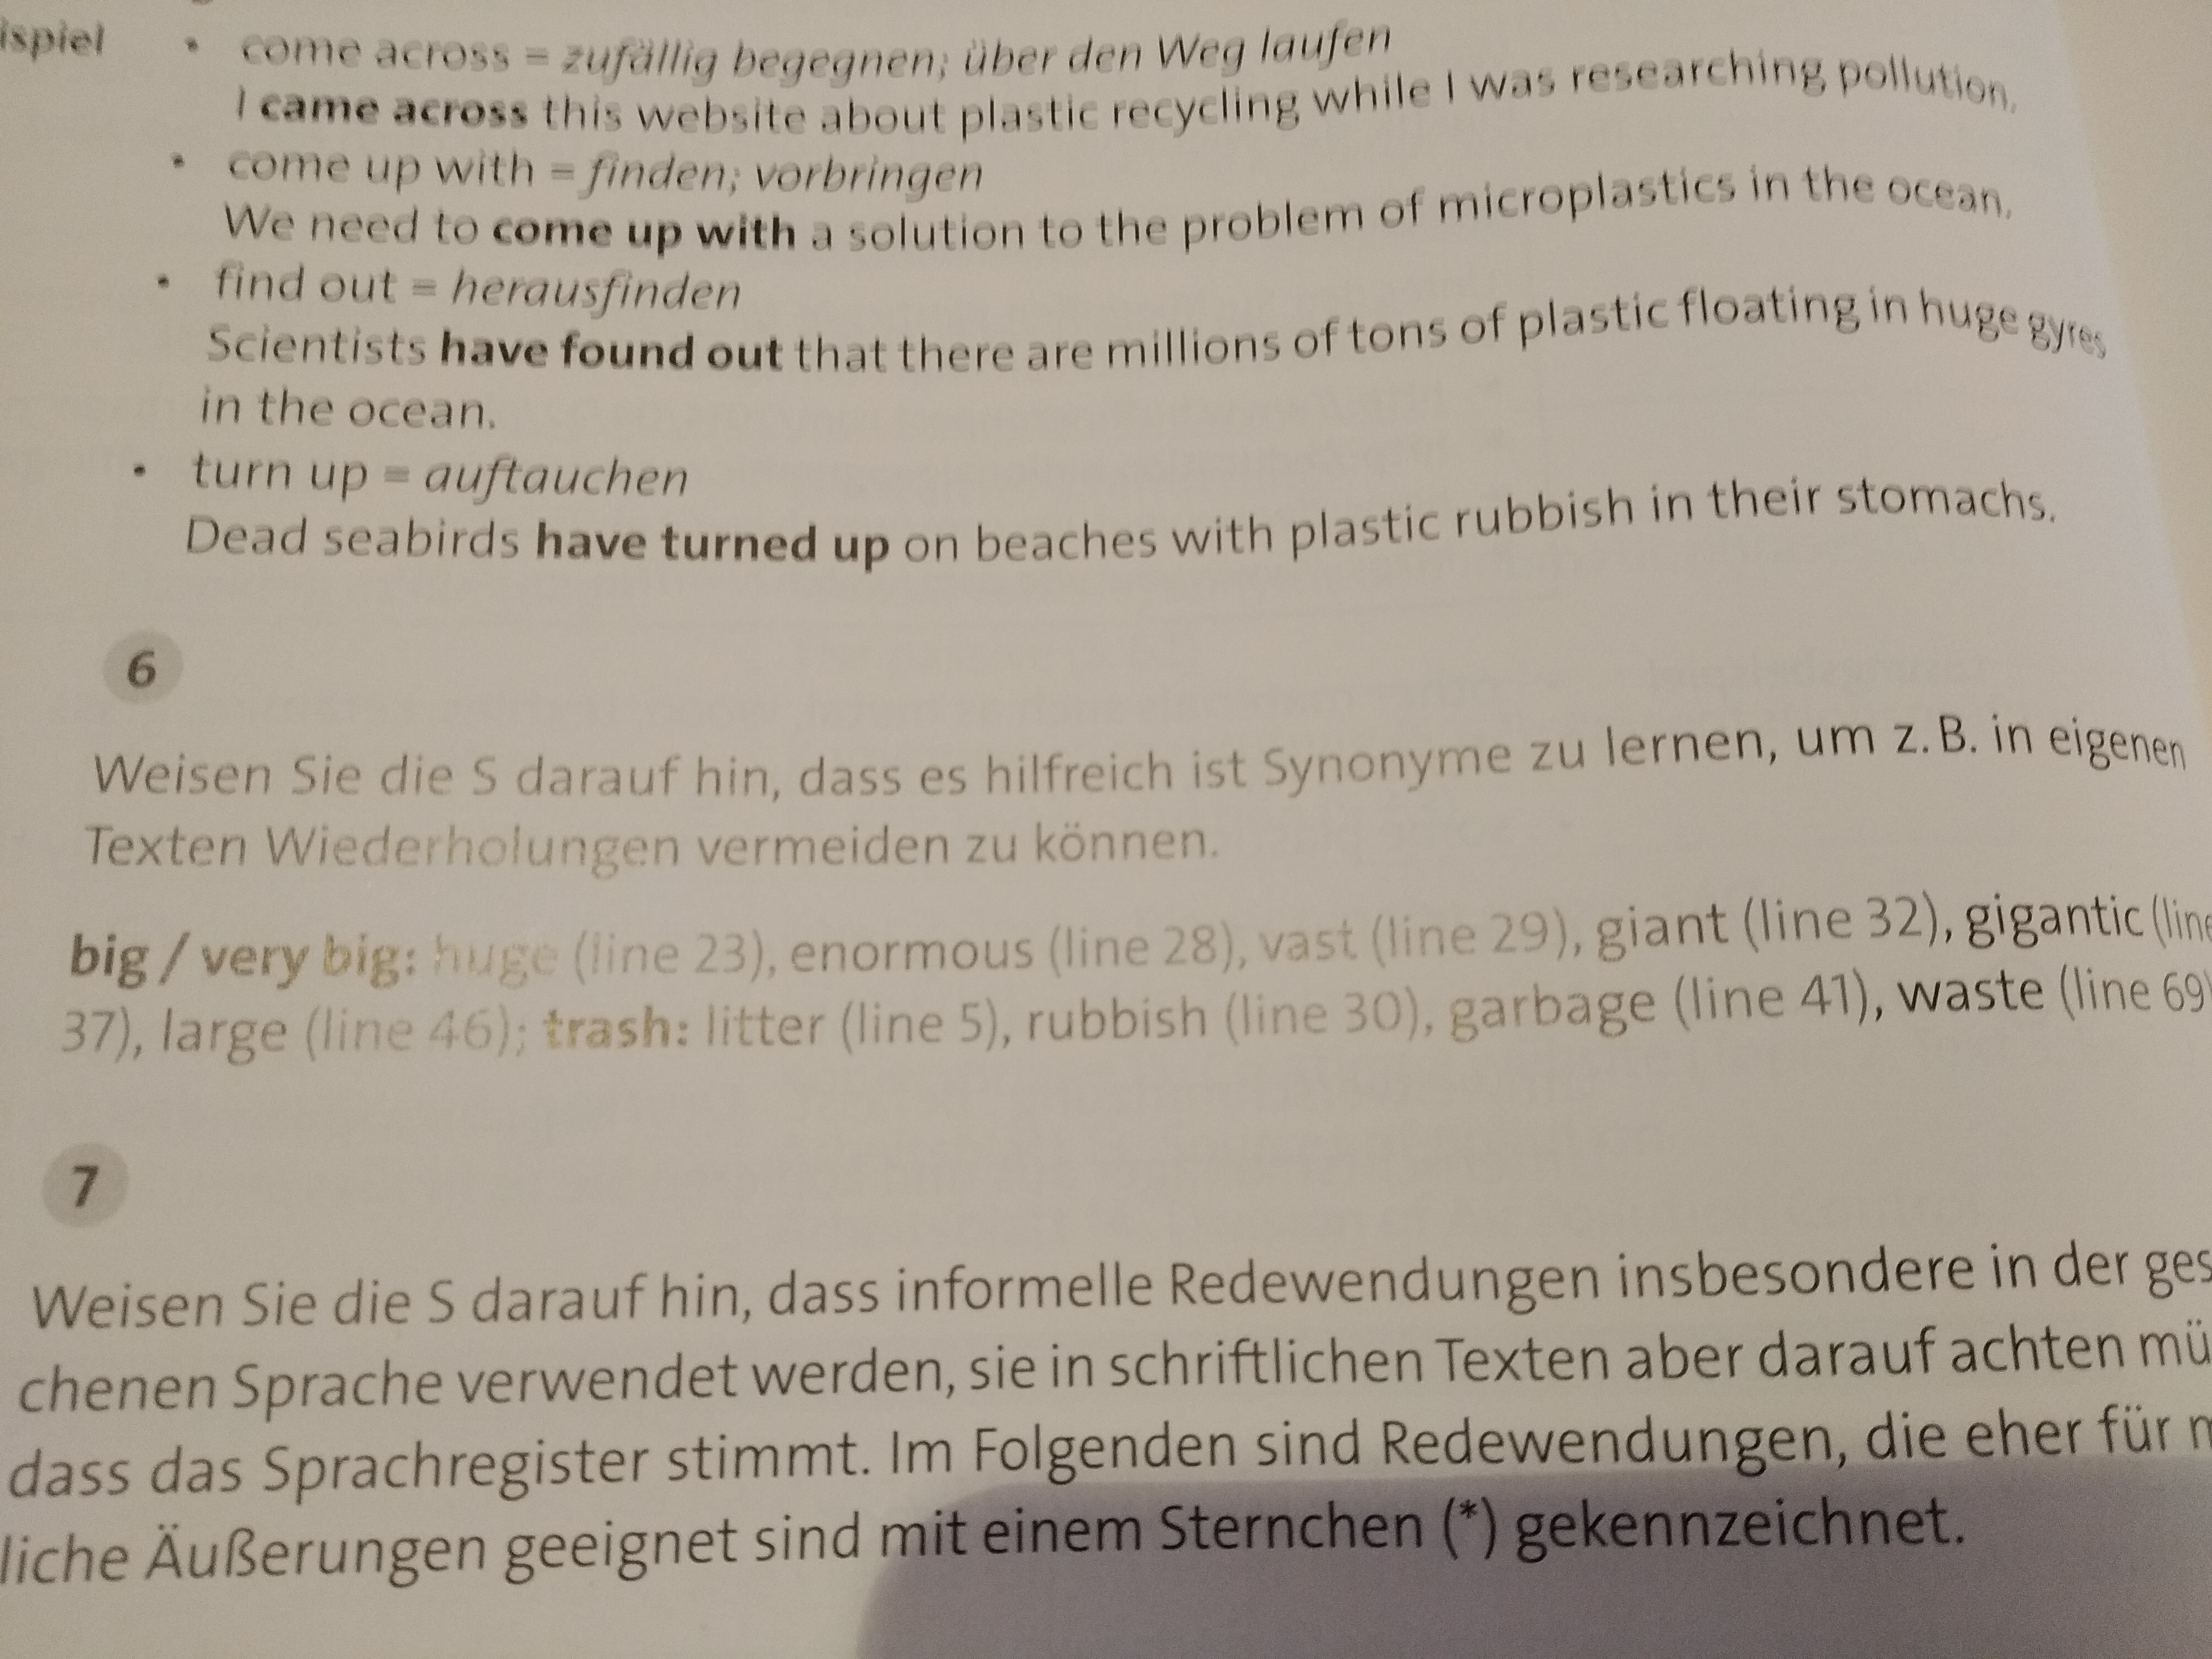 ispiel • come across = zufällig begegnen; über den Weg laufen
I came across this website about plastic recycling while I was researching pollution.
• come up with = finden; vorbringen
We need to come up with a solution to the problem of microplastics in the ocean.
• find out = herausfinden
Scientists have found out that there are millions of tons of plastic floating in huge gyres
in the ocean.
• turn up = auftauchen
Dead seabirds have turned up on beaches with plastic rubbish in their stomachs.
6
Weisen Sie die S darauf hin, dass es hilfreich ist Synonyme zu lernen, um z. B. in eigenen
Texten Wiederholungen vermeiden zu können.
big / very big: huge (line 23), enormous (line 28), vast (line 29), giant (line 32), gigantic (line
37), large (line 46); trash: litter (line 5), rubbish (line 30), garbage (line 41), waste (line 69)
7
Weisen Sie die S darauf hin, dass informelle Redewendungen insbesondere in der ges
chenen Sprache verwendet werden, sie in schriftlichen Texten aber darauf achten mü
dass das Sprachregister stimmt. Im Folgenden sind Redewendungen, die eher für m
liche Äußerungen geeignet sind mit einem Sternchen (*) gekennzeichnet.